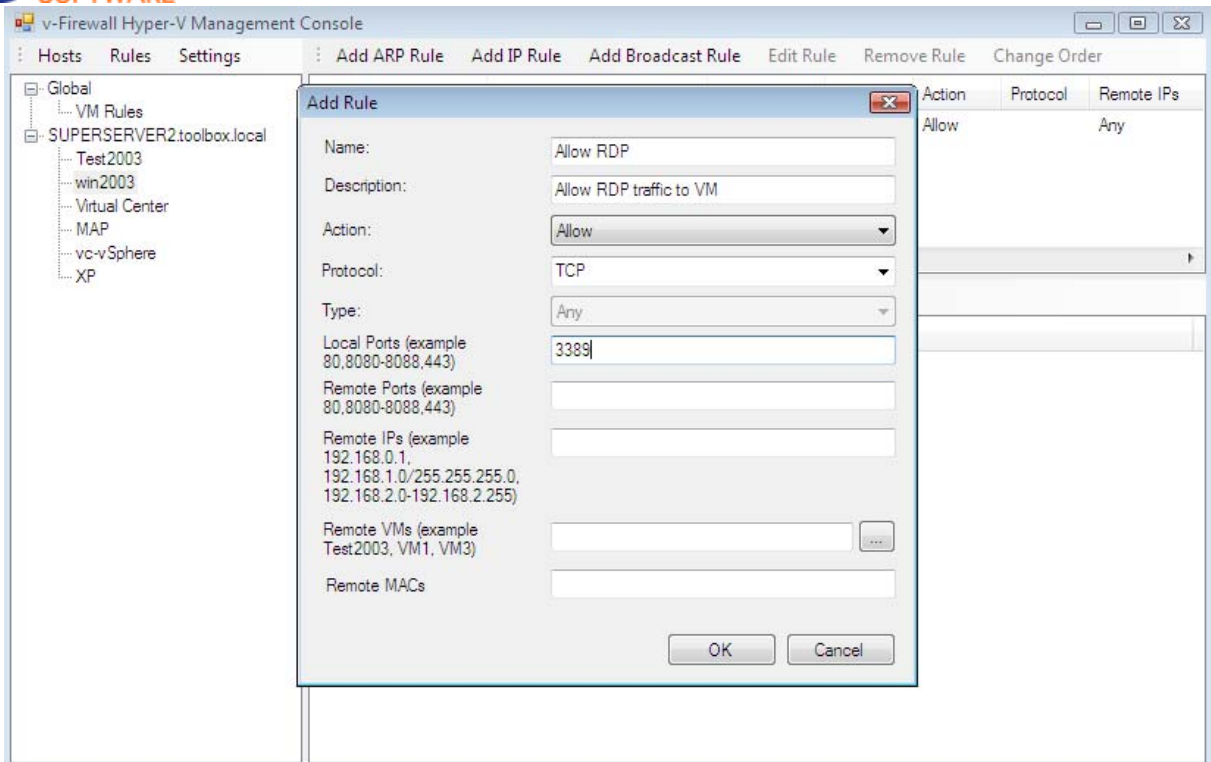 SOFTWARE
v-Firewall Hyper-V Management Console
Hosts Rules Settings Add ARP Rule Add IP Rule Add Broadcast Rule Edit Rule Remove Rule Change Order
Global
VM Rules
SUPERSERVER2.toolbox.local
Test2003
win2003
Virtual Center
MAP
vc-vSphere
XP
Action Protocol Remote IPs
Allow Any
Add Rule
Name: Allow RDP
Description: Allow RDP traffic to VM
Action: Allow
Protocol: TCP
Type: Any
Local Ports (example
80,8080-8088,443)
3389
Remote Ports (example
80,8080-8088,443)
Remote IPs (example
192.168.0.1,
192.168.1.0/255.255.255.0,
192.168.2.0-192.168.2.255)
Remote VMs (example
Test2003, VM1, VM3)
...
Remote MACs
OK Cancel